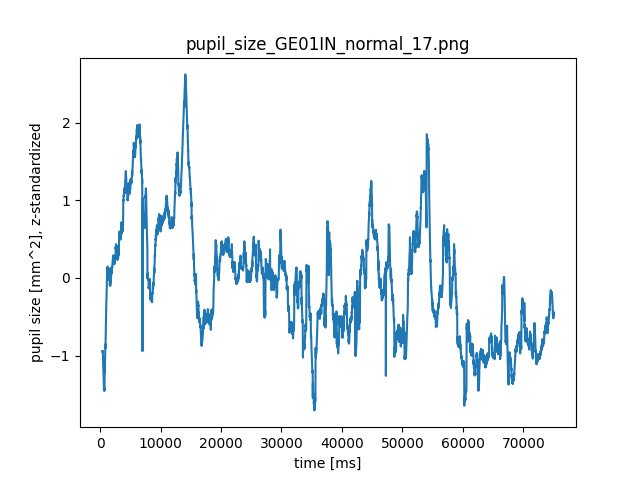 pupil_size_GE01IN_normal_17.png
pupil size [mm^2], z-standardized
2
1
0
−1
0 10000 20000 30000 40000 50000 60000 70000
time [ms]